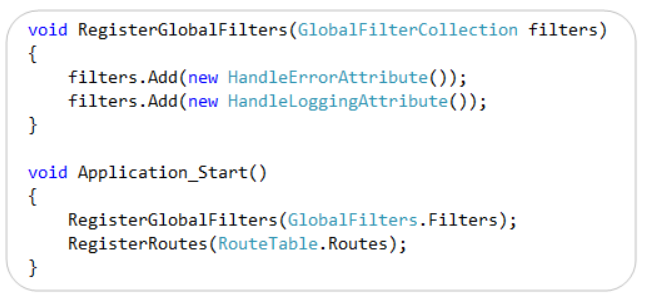 void RegisterGlobalFilters(GlobalFilterCollection filters)
{
    filters.Add(new HandleErrorAttribute());
    filters.Add(new HandleLoggingAttribute());
}

void Application_Start()
{
    RegisterGlobalFilters(GlobalFilters.Filters);
    RegisterRoutes(RouteTable.Routes);
}